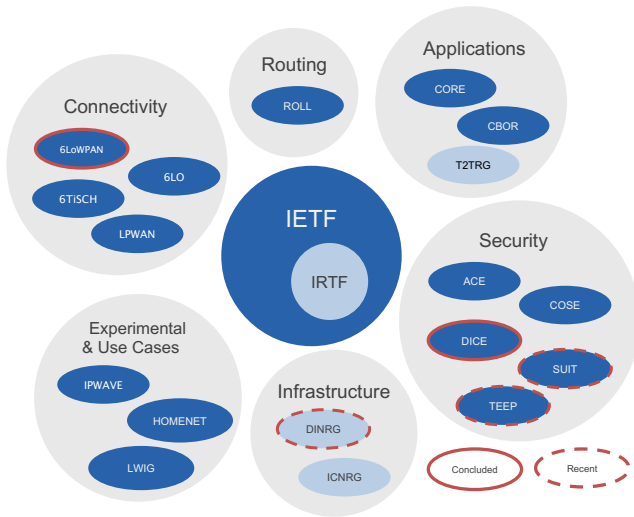 Applications
Routing
CORE
Connectivity
ROLL
CBOR
6LoWPAN
T2TRG
6LO
6TiSCH
IETF
LPWAN
Security
IRTF
ACE
COSE
Experimental
& Use Cases
DICE
SUIT
IPWAVE
Infrastructure
TEEP
HOMENET
DINRG
LWIG
Concluded
Recent
ICNRG